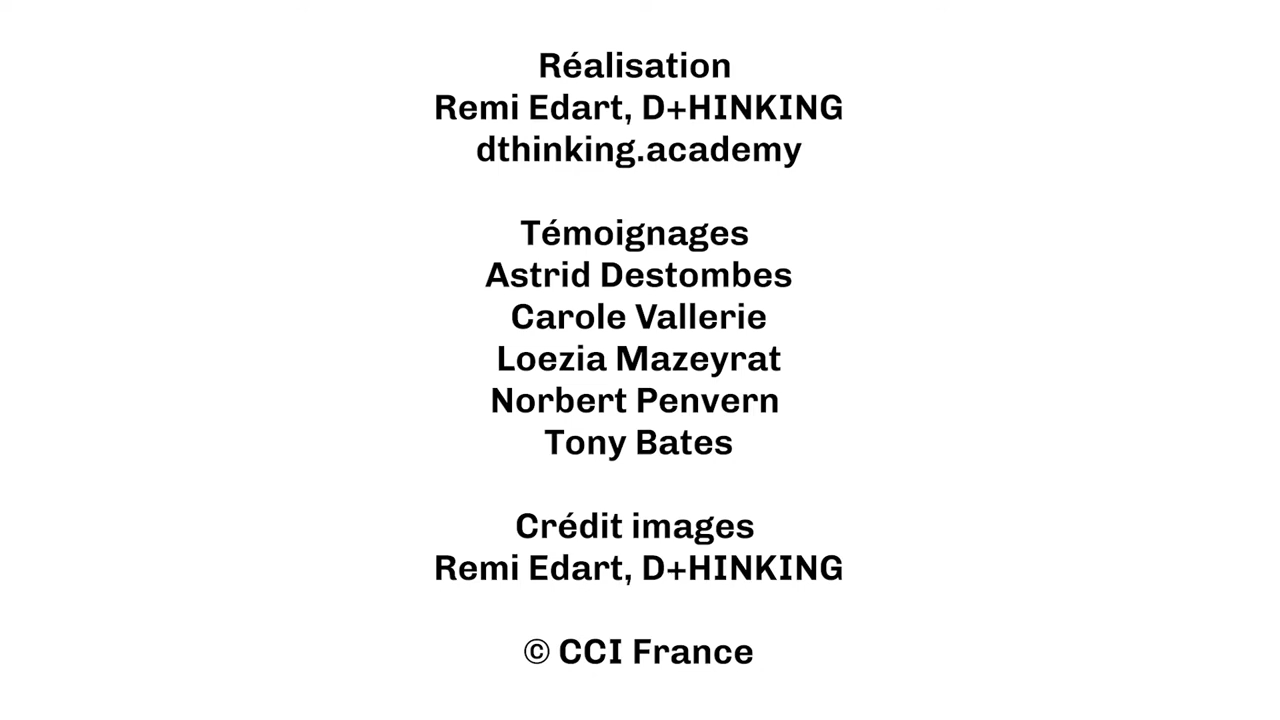 Réalisation
Remi Edart, D+HINKING
dthinking.academy
Témoignages
Astrid Destombes
Carole Vallerie
Loezia Mazeyrat
Norbert Penvern
Tony Bates
Crédit images
Remi Edart, D+HINKING
© CCI France